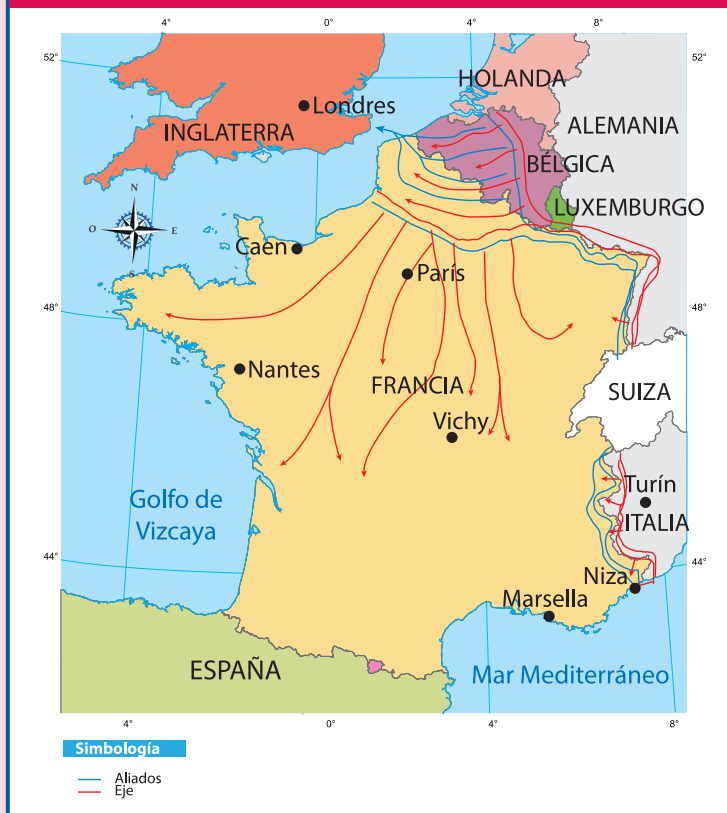 4°
0°
4°
8°
52°
52°
HOLANDA
Londres
INGLATERRA
ALEMANIA
BÉLGICA
N
LUXEMBURGO
O
E
Caen
S
París
48°
48°
Nantes
FRANCIA
SUIZA
Vichy
Turín
Golfo de
Vizcaya
ITALIA
44°
44°
Niza
Marsella
ESPAÑA
Mar Mediterráneo
4°
0°
4°
8°
Simbología
Aliados
Eje